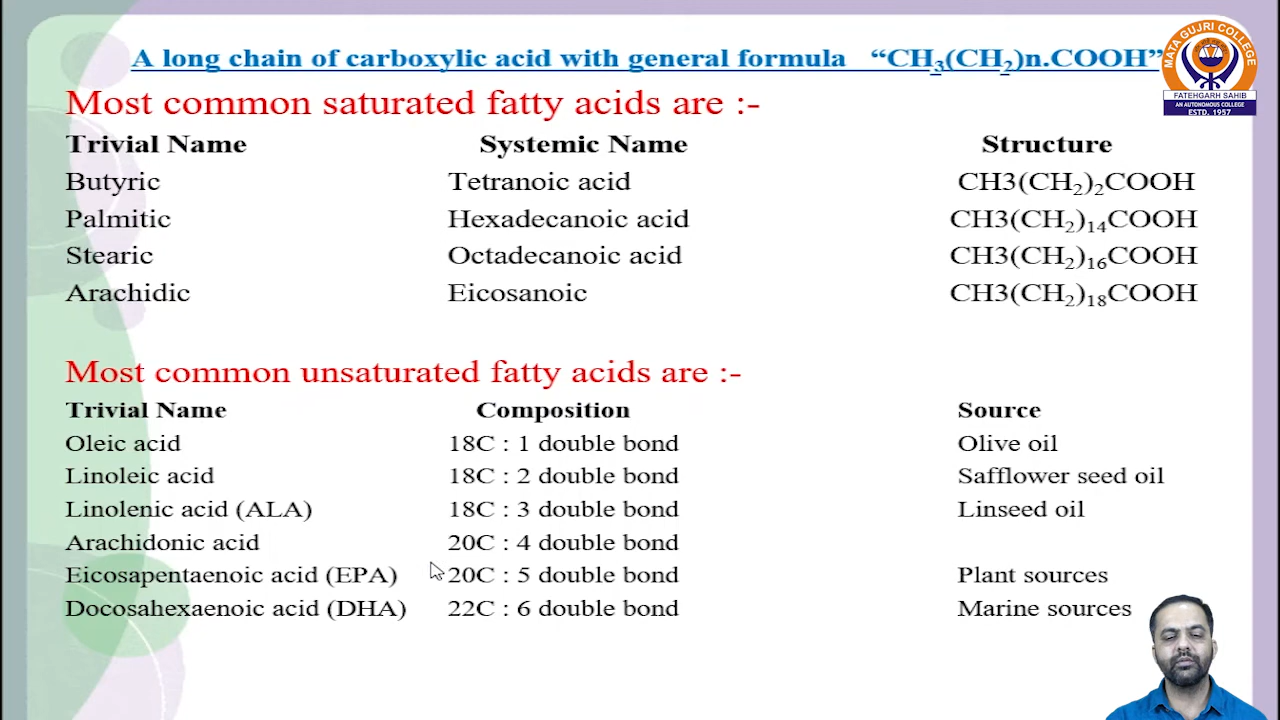 A long chain of carboxylic acid with general formula “CH₃(CH₂)n.COOH”
MATA GUJRI COLLEGE
FATEHGARH SAHIB
AN AUTONOMOUS COLLEGE
ESTD. 1957
Most common saturated fatty acids are :-
Trivial Name Systemic Name Structure
Butyric Tetranoic acid CH3(CH₂)₂COOH
Palmitic Hexadecanoic acid CH3(CH₂)₁₄COOH
Stearic Octadecanoic acid CH3(CH₂)₁₆COOH
Arachidic Eicosanoic CH3(CH₂)₁₈COOH
Most common unsaturated fatty acids are :-
Trivial Name Composition Source
Oleic acid 18C : 1 double bond Olive oil
Linoleic acid 18C : 2 double bond Safflower seed oil
Linolenic acid (ALA) 18C : 3 double bond Linseed oil
Arachidonic acid 20C : 4 double bond
Eicosapentaenoic acid (EPA) 20C : 5 double bond Plant sources
Docosahexaenoic acid (DHA) 22C : 6 double bond Marine sources